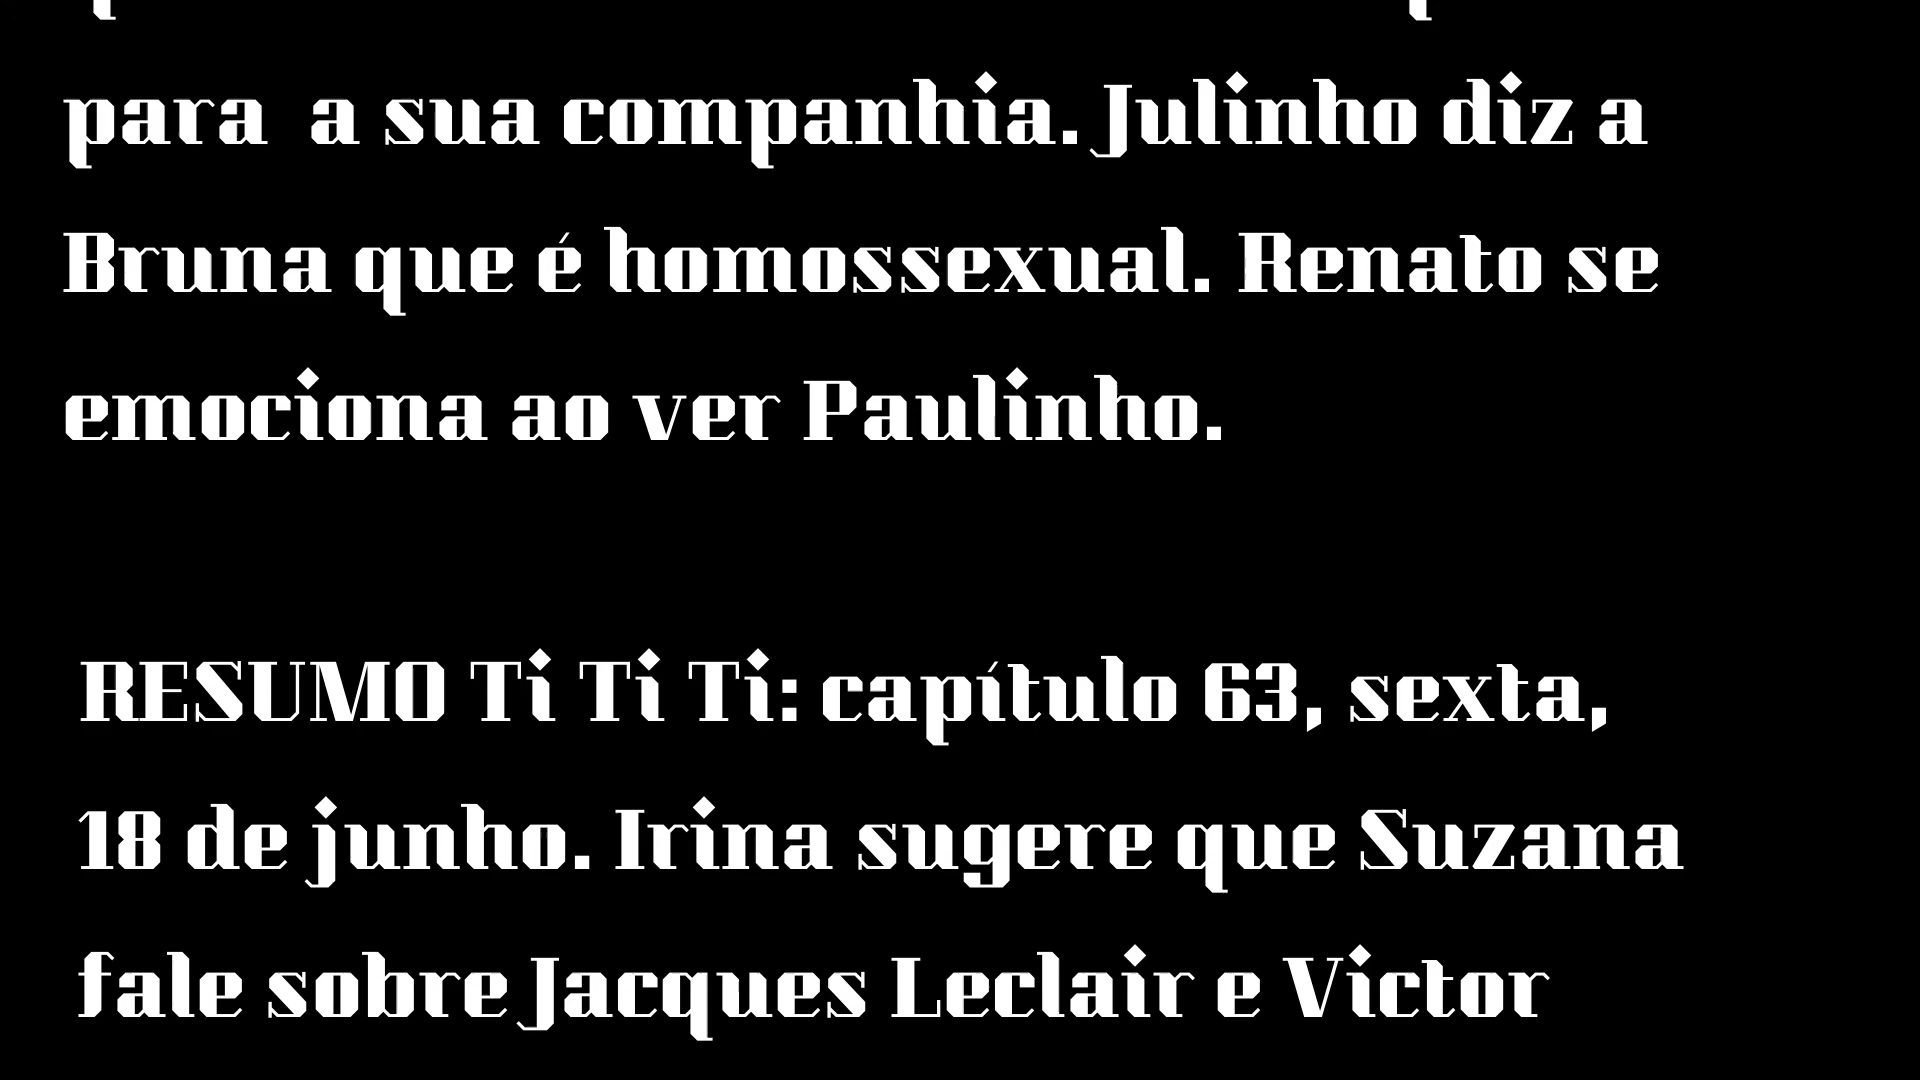 para a sua companhia. Julinho diz a
Bruna que é homossexual. Renato se
emociona ao ver Paulinho.
RESUMO Ti Ti Ti: capítulo 63, sexta,
18 de junho. Irina sugere que Suzana
fale sobre Jacques Leclair e Victor